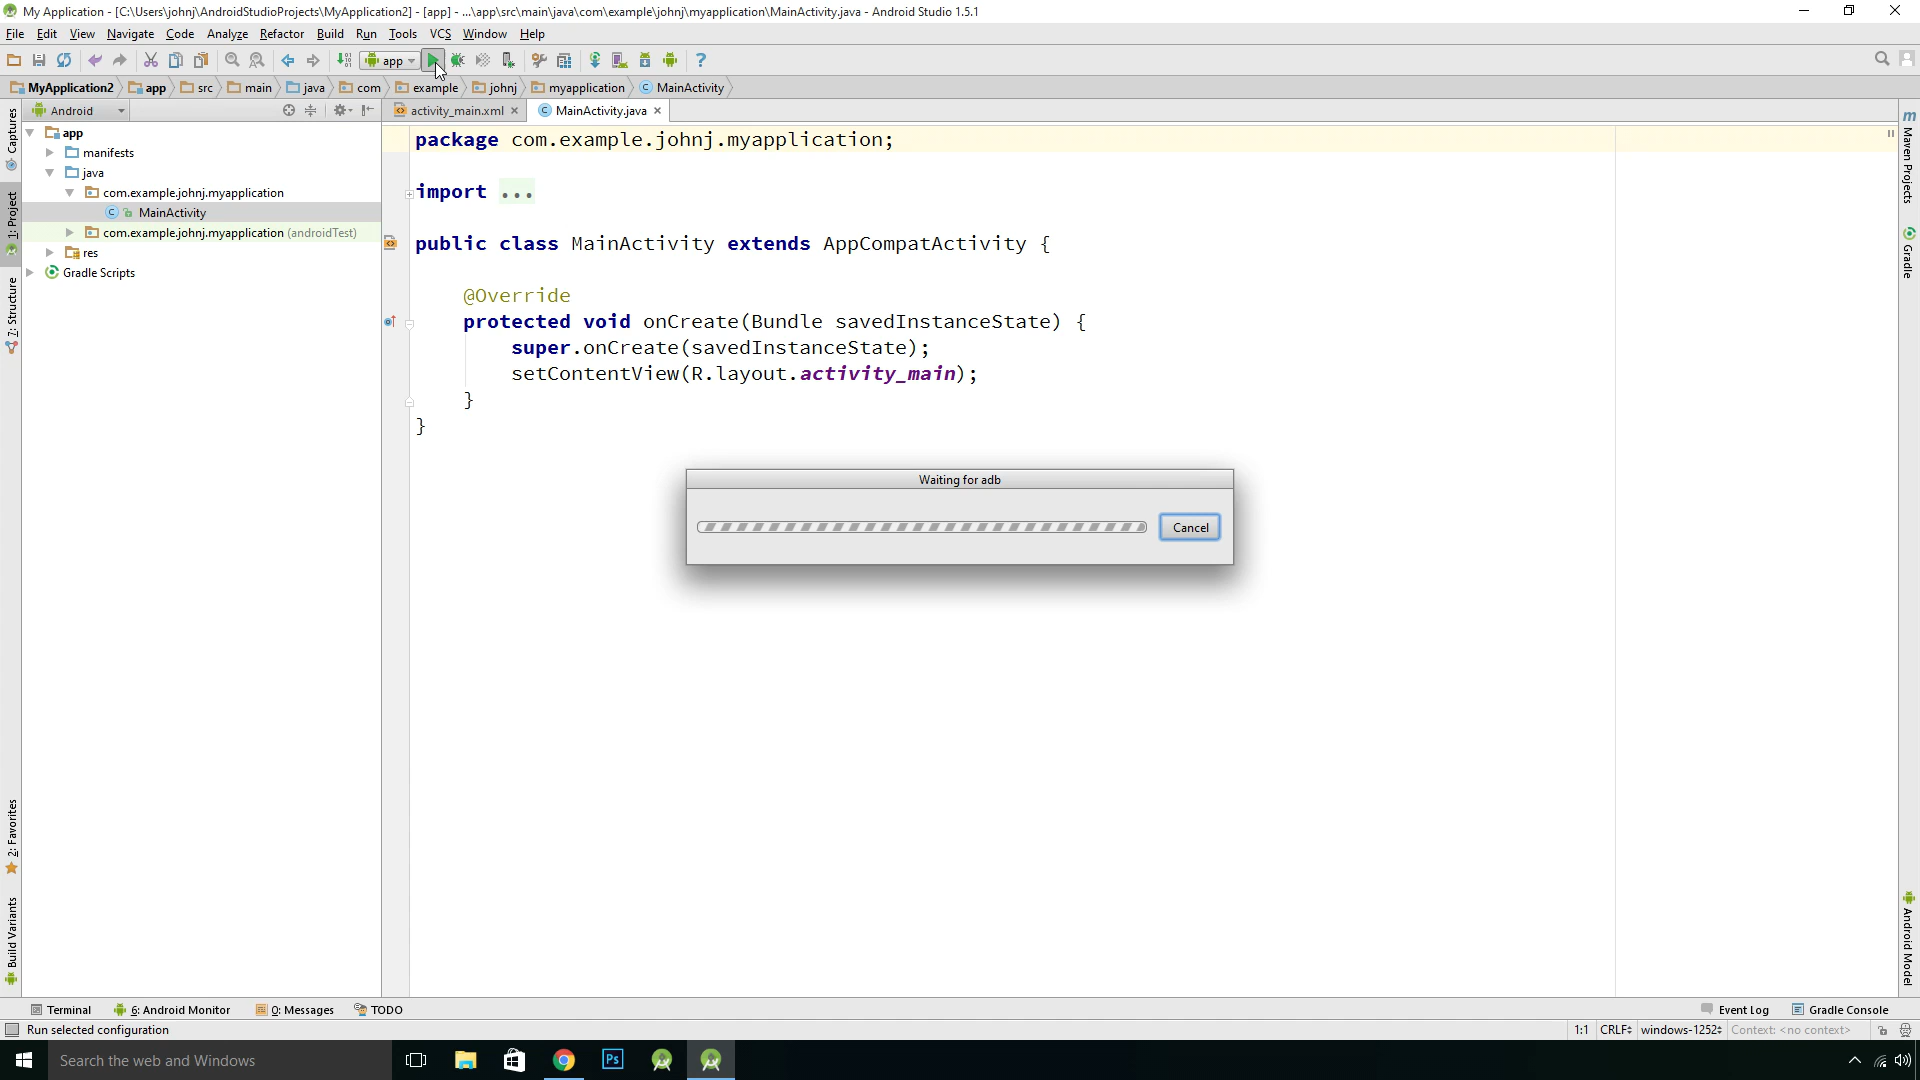 My Application - [C:\Users\johnj\AndroidStudioProjects\MyApplication2] - [app] - ...\app\src\main\java\com\example\johnj\myapplication\MainActivity.java - Android Studio 1.5.1
File Edit View Navigate Code Analyze Refactor Build Run Tools VCS Window Help
app
MyApplication2 app src main java com example johnj myapplication MainActivity
Android
activity_main.xml MainActivity.java
app
manifests
java
com.example.johnj.myapplication
MainActivity
com.example.johnj.myapplication (androidTest)
res
Gradle Scripts
Captures
1: Project
7: Structure
2: Favorites
Build Variants
package com.example.johnj.myapplication;
import ...
public class MainActivity extends AppCompatActivity {
@Override
protected void onCreate(Bundle savedInstanceState) {
super.onCreate(savedInstanceState);
setContentView(R.layout.activity_main);
}
}
Waiting for adb
Cancel
m
Maven Projects
Gradle
Android Model
Terminal 6: Android Monitor 0: Messages TODO Event Log Gradle Console
Run selected configuration 1:1 CRLF windows-1252 Context: <no context>
Search the web and Windows
Ps